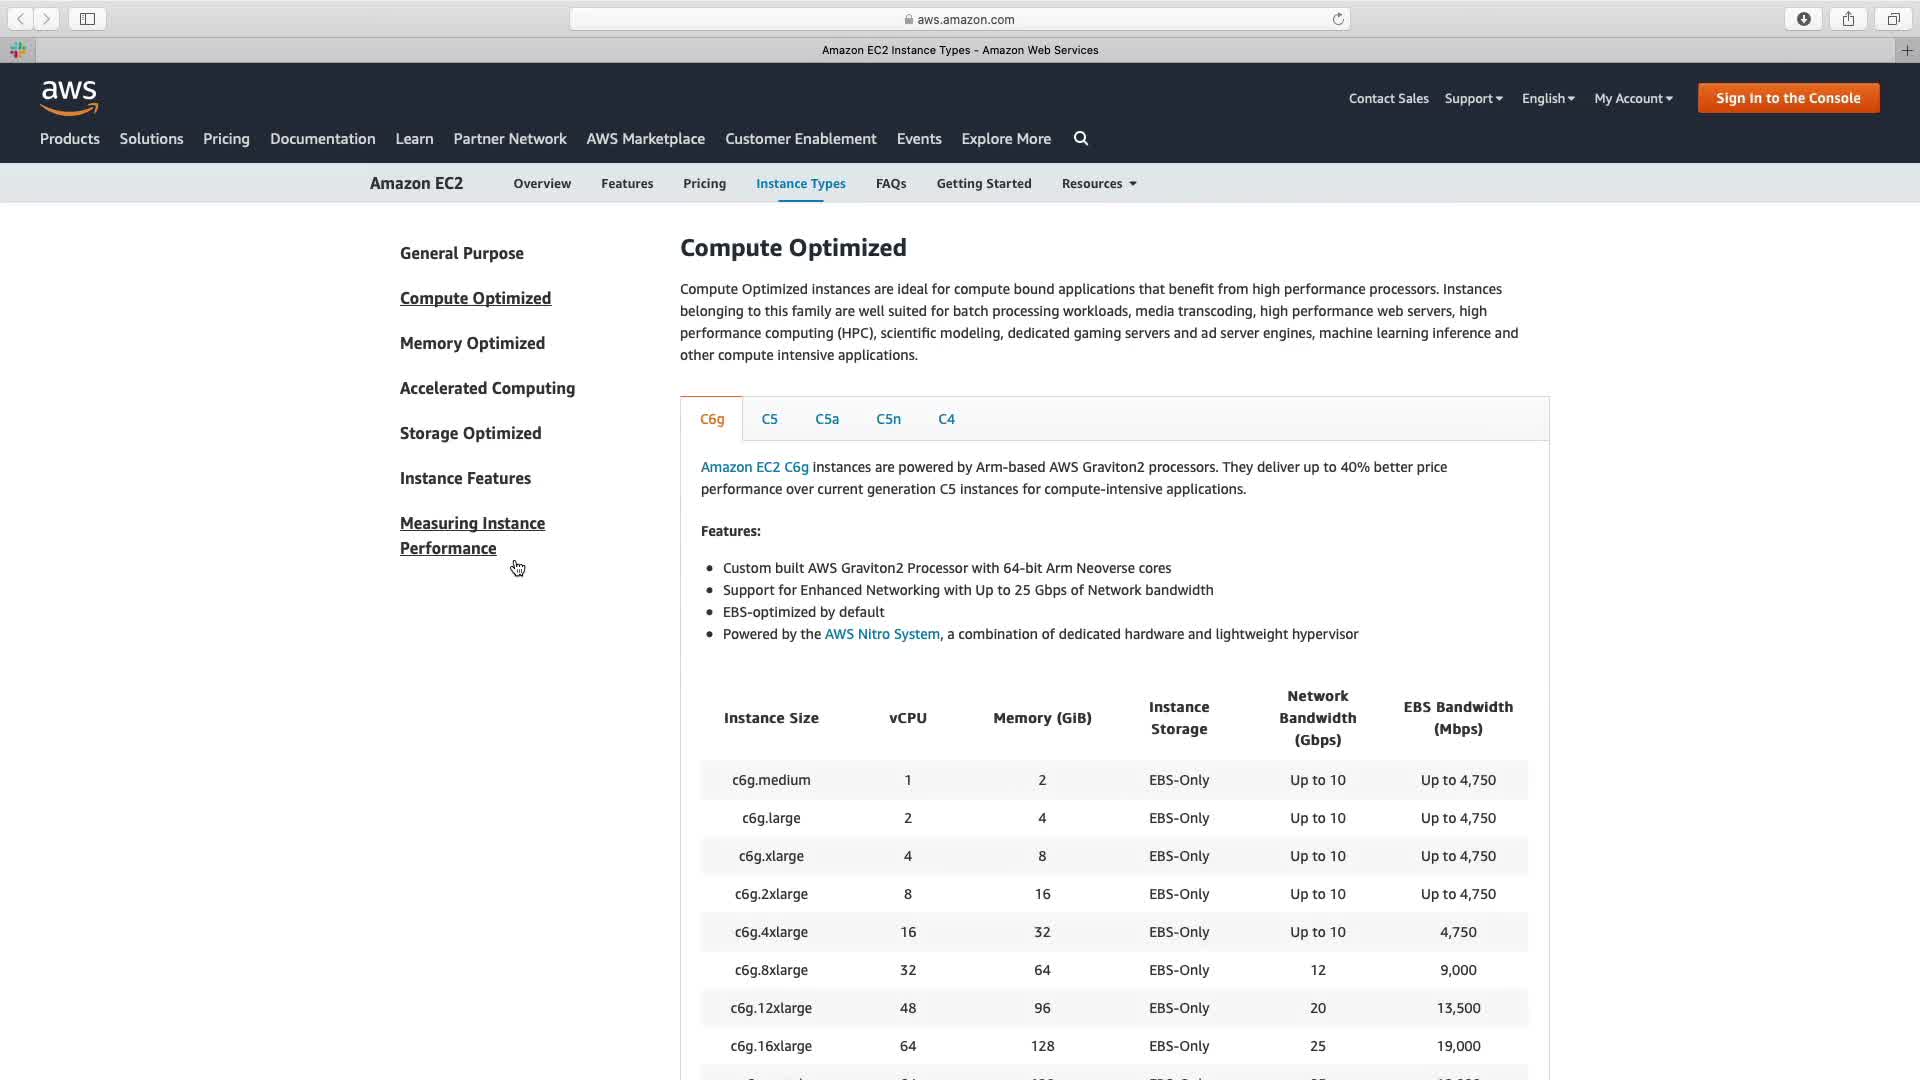 aws.amazon.com
Amazon EC2 Instance Types - Amazon Web Services
aws
Contact Sales Support English My Account Sign In to the Console
Products Solutions Pricing Documentation Learn Partner Network AWS Marketplace Customer Enablement Events Explore More
Amazon EC2 Overview Features Pricing Instance Types FAQs Getting Started Resources
General Purpose
Compute Optimized
Memory Optimized
Accelerated Computing
Storage Optimized
Instance Features
Measuring Instance
Performance
Compute Optimized
Compute Optimized instances are ideal for compute bound applications that benefit from high performance processors. Instances
belonging to this family are well suited for batch processing workloads, media transcoding, high performance web servers, high
performance computing (HPC), scientific modeling, dedicated gaming servers and ad server engines, machine learning inference and
other compute intensive applications.
C6g C5 C5a C5n C4
Amazon EC2 C6g instances are powered by Arm-based AWS Graviton2 processors. They deliver up to 40% better price
performance over current generation C5 instances for compute-intensive applications.
Features:
• Custom built AWS Graviton2 Processor with 64-bit Arm Neoverse cores
• Support for Enhanced Networking with Up to 25 Gbps of Network bandwidth
• EBS-optimized by default
• Powered by the AWS Nitro System, a combination of dedicated hardware and lightweight hypervisor
Instance Size vCPU Memory (GiB) Instance Storage Network Bandwidth (Gbps) EBS Bandwidth (Mbps)
c6g.medium 1 2 EBS-Only Up to 10 Up to 4,750
c6g.large 2 4 EBS-Only Up to 10 Up to 4,750
c6g.xlarge 4 8 EBS-Only Up to 10 Up to 4,750
c6g.2xlarge 8 16 EBS-Only Up to 10 Up to 4,750
c6g.4xlarge 16 32 EBS-Only Up to 10 4,750
c6g.8xlarge 32 64 EBS-Only 12 9,000
c6g.12xlarge 48 96 EBS-Only 20 13,500
c6g.16xlarge 64 128 EBS-Only 25 19,000